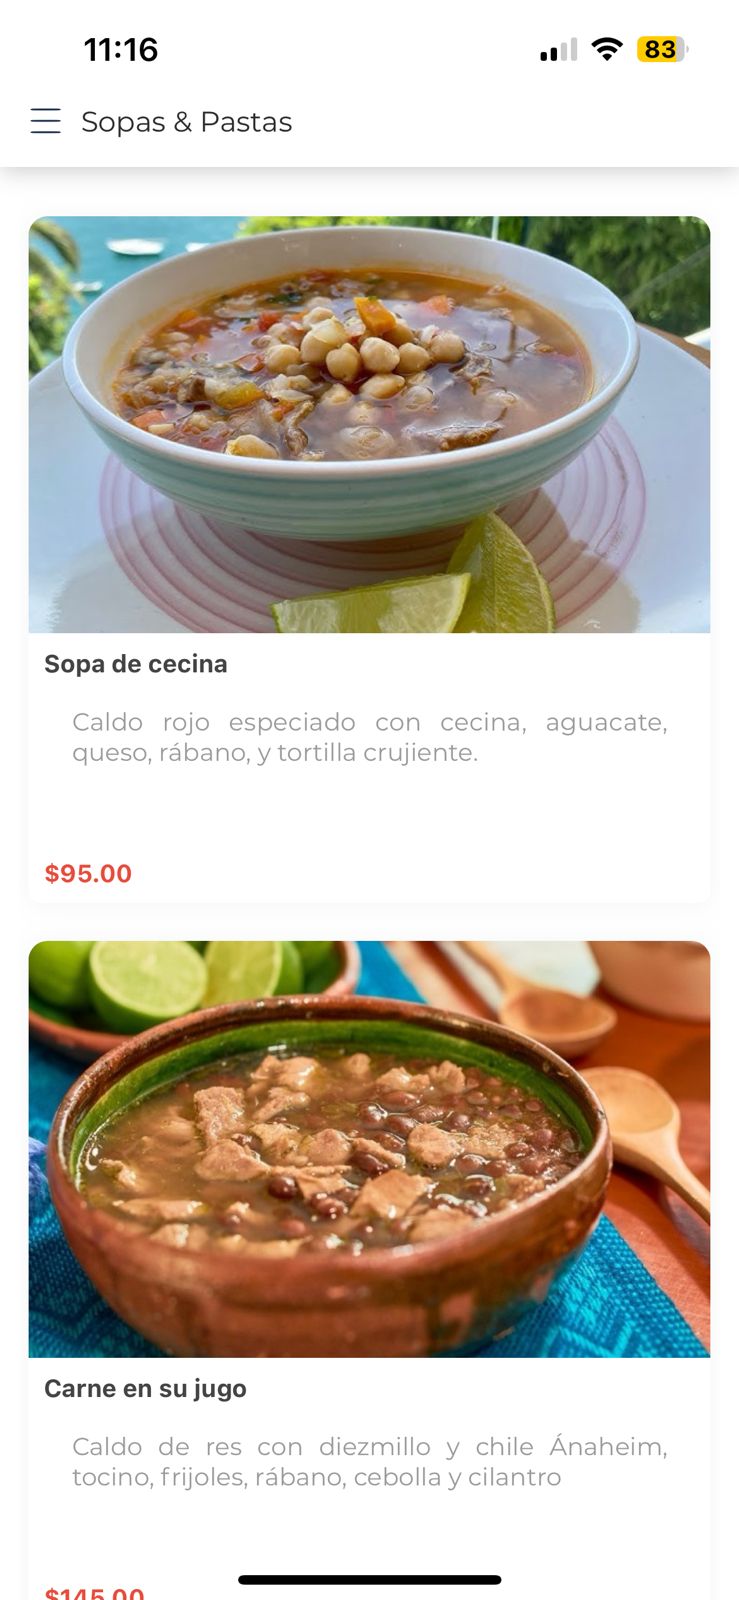 11:16
83
Sopas & Pastas
Sopa de cecina
Caldo rojo especiado con cecina, aguacate,
queso, rábano, y tortilla crujiente.
$95.00
Carne en su jugo
Caldo de res con diezmillo y chile Ánaheim,
tocino, frijoles, rábano, cebolla y cilantro
$145.00